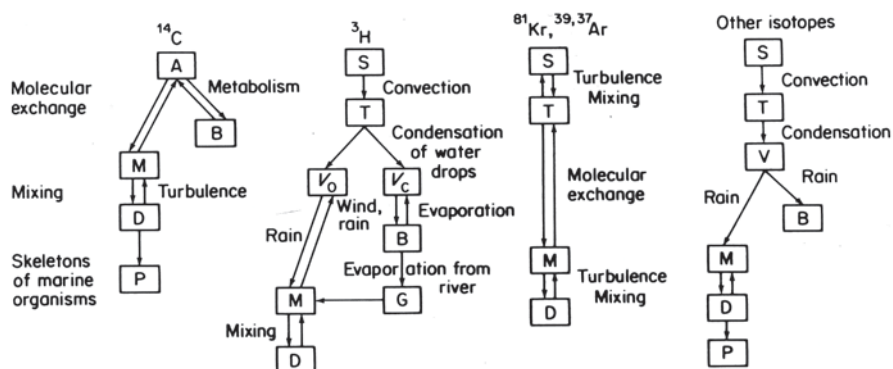 ¹⁴C
A
Molecular
exchange
Metabolism
B
M
Mixing
Turbulence
D
Skeletons
of marine
organisms
P
³H
S
Convection
T
Condensation
of water
drops
V₀
V_C
Wind,
rain
Evaporation
Rain
B
Evaporation from
river
M
G
Mixing
D
⁸¹Kr, ³⁹,³⁷Ar
S
Turbulence
Mixing
T
Molecular
exchange
M
Turbulence
Mixing
D
Other isotopes
S
Convection
T
Condensation
V
Rain
Rain
B
M
D
P